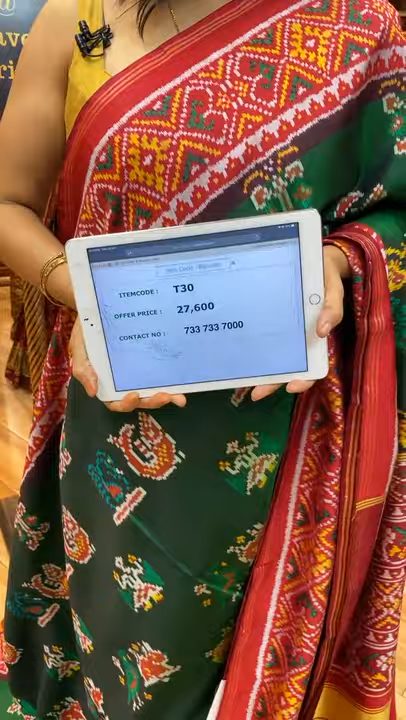 ITEMCODE : T30
OFFER PRICE : 27,600
CONTACT NO : 733 733 7000